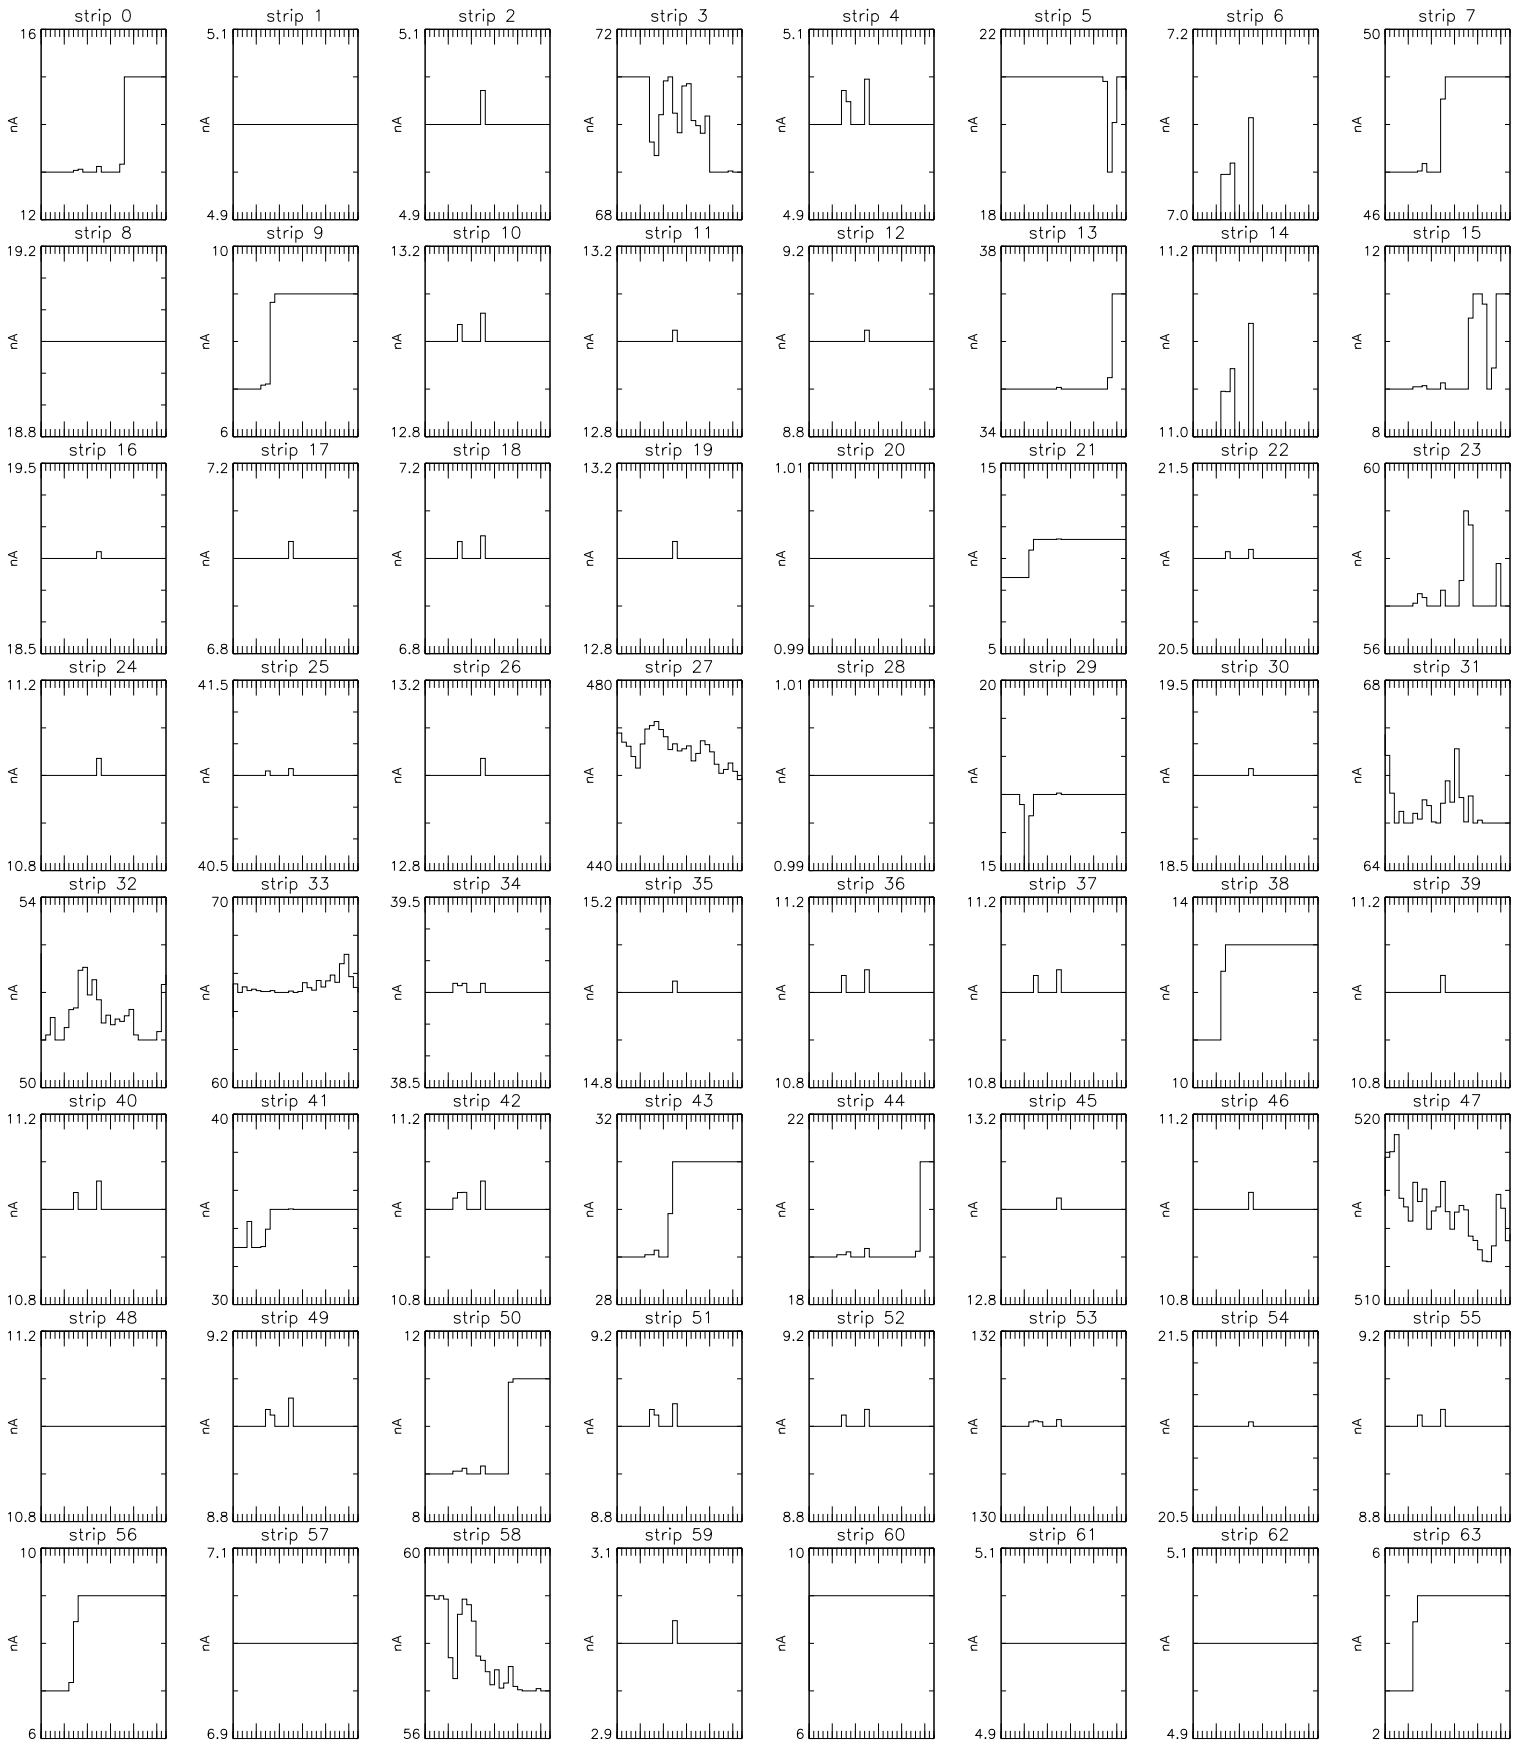 strip 0 strip 1 strip 2 strip 3 strip 4 strip 5 strip 6 strip 7
16 5.1 5.1 72 5.1 22 7.2 50
nA nA nA nA nA nA nA nA
12 4.9 4.9 68 4.9 18 7.0 46
strip 8 strip 9 strip 10 strip 11 strip 12 strip 13 strip 14 strip 15
19.2 10 13.2 13.2 9.2 38 11.2 12
nA nA nA nA nA nA nA nA
18.8 6 12.8 12.8 8.8 34 11.0 8
strip 16 strip 17 strip 18 strip 19 strip 20 strip 21 strip 22 strip 23
19.5 7.2 7.2 13.2 1.01 15 21.5 60
nA nA nA nA nA nA nA nA
18.5 6.8 6.8 12.8 0.99 5 20.5 56
strip 24 strip 25 strip 26 strip 27 strip 28 strip 29 strip 30 strip 31
11.2 41.5 13.2 480 1.01 20 19.5 68
nA nA nA nA nA nA nA nA
10.8 40.5 12.8 440 0.99 15 18.5 64
strip 32 strip 33 strip 34 strip 35 strip 36 strip 37 strip 38 strip 39
54 70 39.5 15.2 11.2 11.2 14 11.2
nA nA nA nA nA nA nA nA
50 60 38.5 14.8 10.8 10.8 10 10.8
strip 40 strip 41 strip 42 strip 43 strip 44 strip 45 strip 46 strip 47
11.2 40 11.2 32 22 13.2 11.2 520
nA nA nA nA nA nA nA nA
10.8 30 10.8 28 18 12.8 10.8 510
strip 48 strip 49 strip 50 strip 51 strip 52 strip 53 strip 54 strip 55
11.2 9.2 12 9.2 9.2 132 21.5 9.2
nA nA nA nA nA nA nA nA
10.8 8.8 8 8.8 8.8 130 20.5 8.8
strip 56 strip 57 strip 58 strip 59 strip 60 strip 61 strip 62 strip 63
10 7.1 60 3.1 10 5.1 5.1 6
nA nA nA nA nA nA nA nA
6 6.9 56 2.9 6 4.9 4.9 2